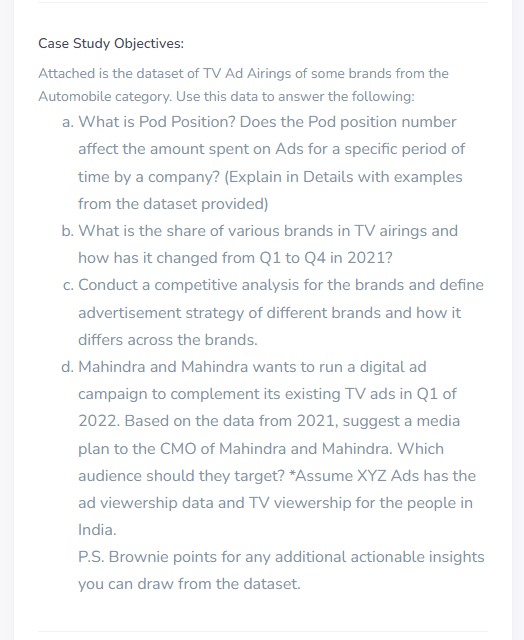 Case Study Objectives:
Attached is the dataset of TV Ad Airings of some brands from the
Automobile category. Use this data to answer the following:
a. What is Pod Position? Does the Pod position number
affect the amount spent on Ads for a specific period of
time by a company? (Explain in Details with examples
from the dataset provided)
b. What is the share of various brands in TV airings and
how has it changed from Q1 to Q4 in 2021?
c. Conduct a competitive analysis for the brands and define
advertisement strategy of different brands and how it
differs across the brands.
d. Mahindra and Mahindra wants to run a digital ad
campaign to complement its existing TV ads in Q1 of
2022. Based on the data from 2021, suggest a media
plan to the CMO of Mahindra and Mahindra. Which
audience should they target? *Assume XYZ Ads has the
ad viewership data and TV viewership for the people in
India.
P.S. Brownie points for any additional actionable insights
you can draw from the dataset.